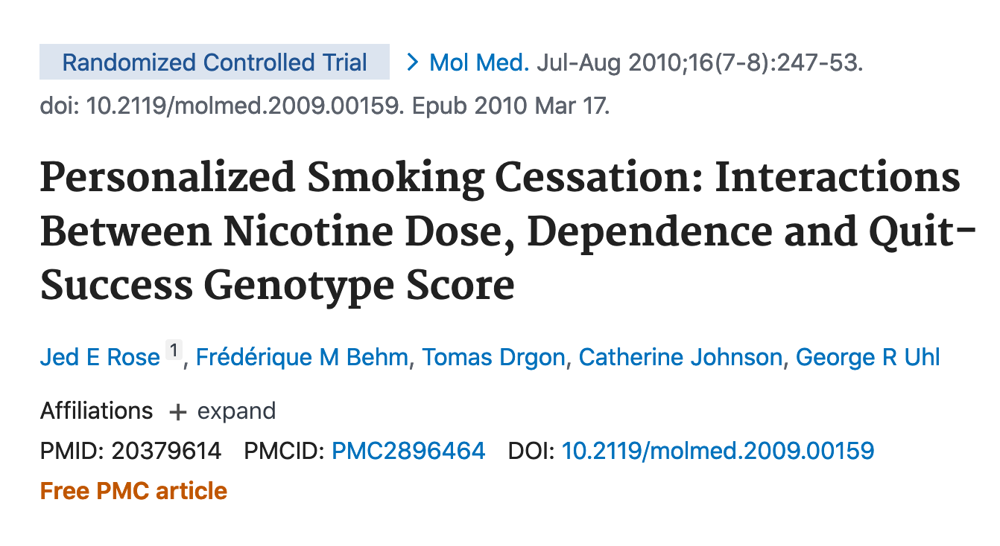 Randomized Controlled Trial > Mol Med. Jul-Aug 2010;16(7-8):247-53.
doi: 10.2119/molmed.2009.00159. Epub 2010 Mar 17.
Personalized Smoking Cessation: Interactions
Between Nicotine Dose, Dependence and Quit-
Success Genotype Score
Jed E Rose 1, Frédérique M Behm, Tomas Drgon, Catherine Johnson, George R Uhl
Affiliations + expand
PMID: 20379614 PMCID: PMC2896464 DOI: 10.2119/molmed.2009.00159
Free PMC article